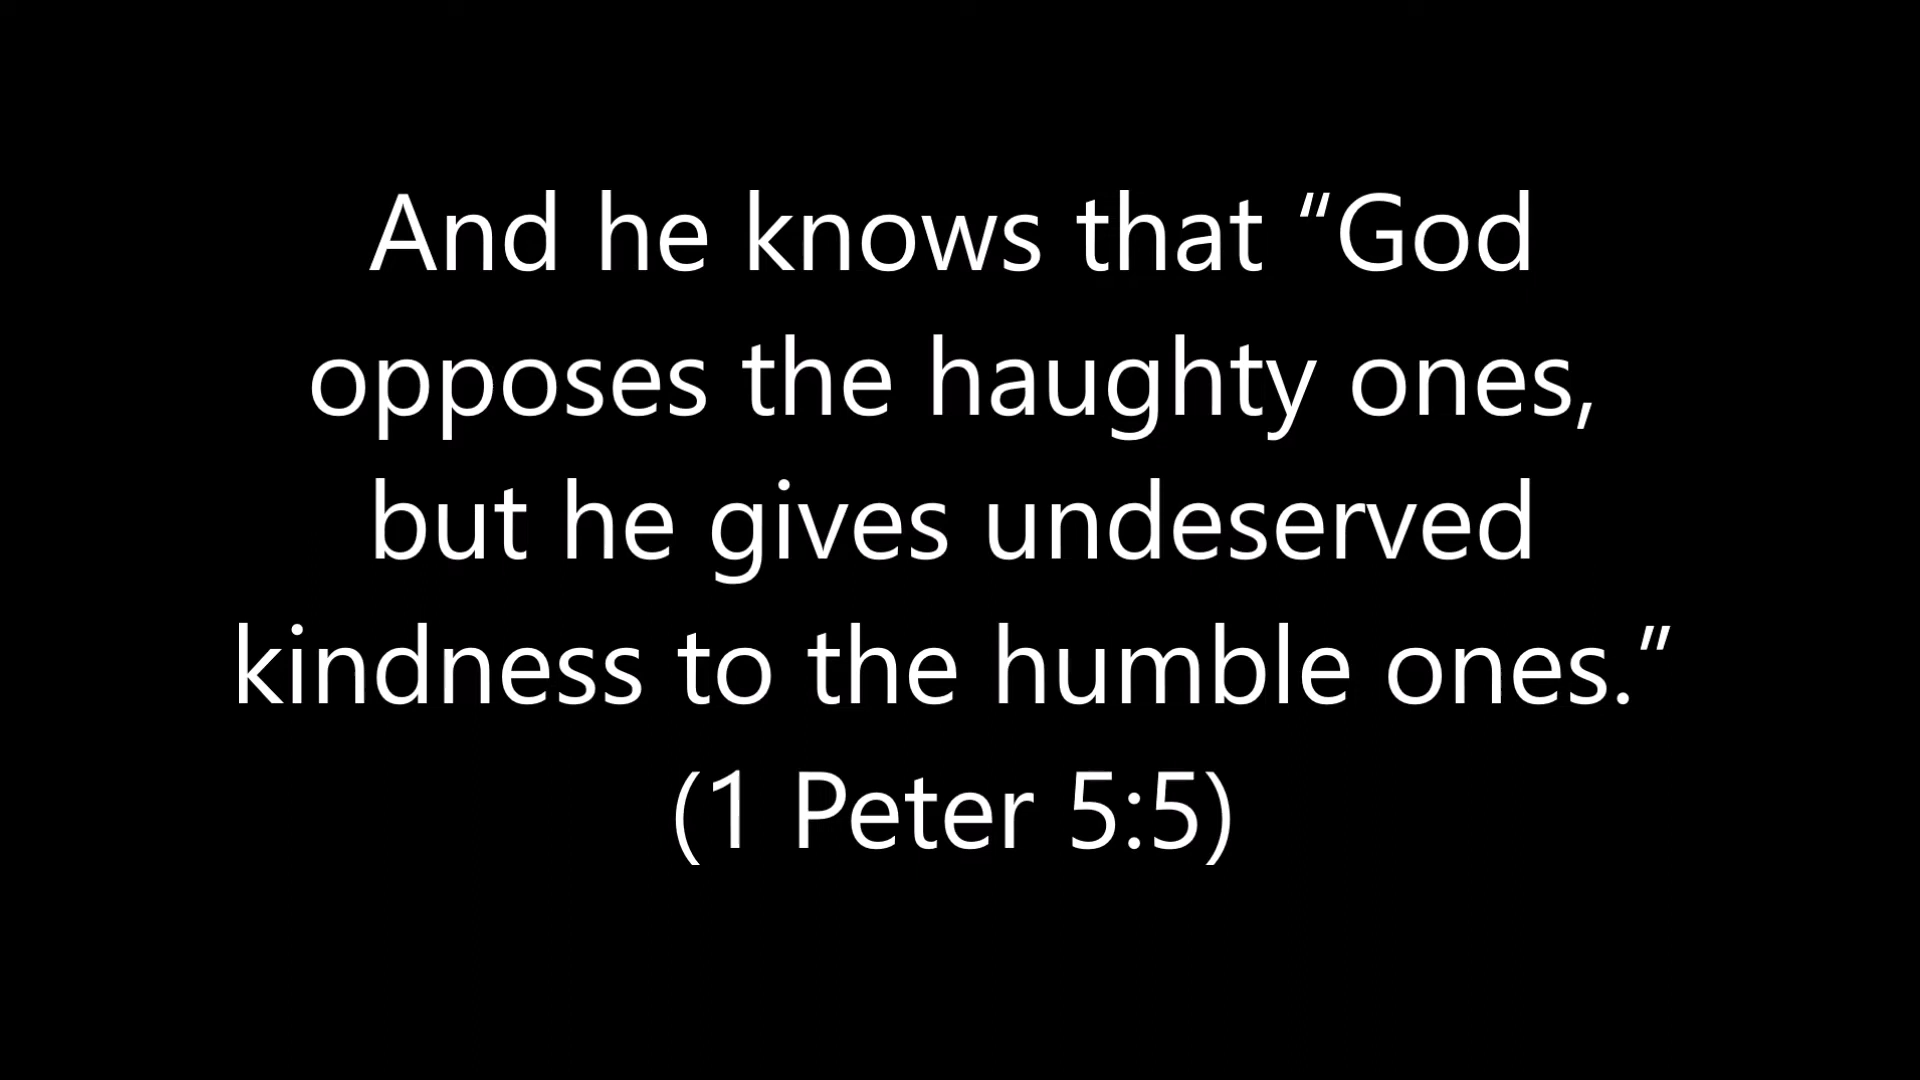 And he knows that “God
opposes the haughty ones,
but he gives undeserved
kindness to the humble ones.”
(1 Peter 5:5)